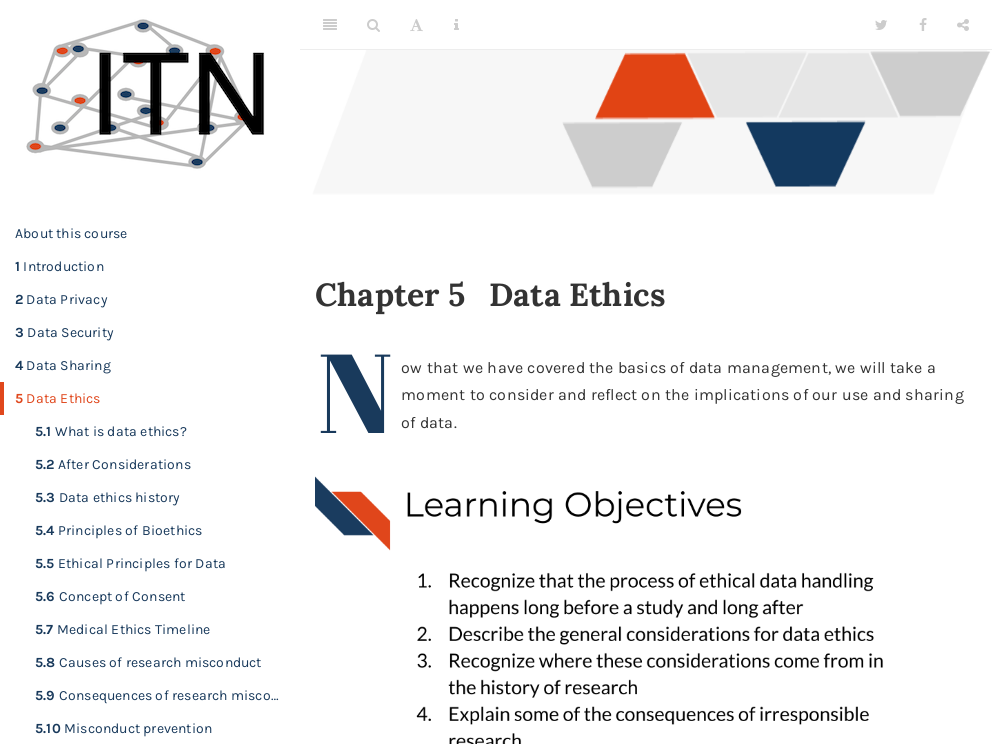 ITN
About this course
1 Introduction
2 Data Privacy
3 Data Security
4 Data Sharing
5 Data Ethics
5.1 What is data ethics?
5.2 After Considerations
5.3 Data ethics history
5.4 Principles of Bioethics
5.5 Ethical Principles for Data
5.6 Concept of Consent
5.7 Medical Ethics Timeline
5.8 Causes of research misconduct
5.9 Consequences of research misco...
5.10 Misconduct prevention
A
i
Chapter 5 Data Ethics
Now that we have covered the basics of data management, we will take a
moment to consider and reflect on the implications of our use and sharing
of data.
Learning Objectives
1. Recognize that the process of ethical data handling
happens long before a study and long after
2. Describe the general considerations for data ethics
3. Recognize where these considerations come from in
the history of research
4. Explain some of the consequences of irresponsible
research